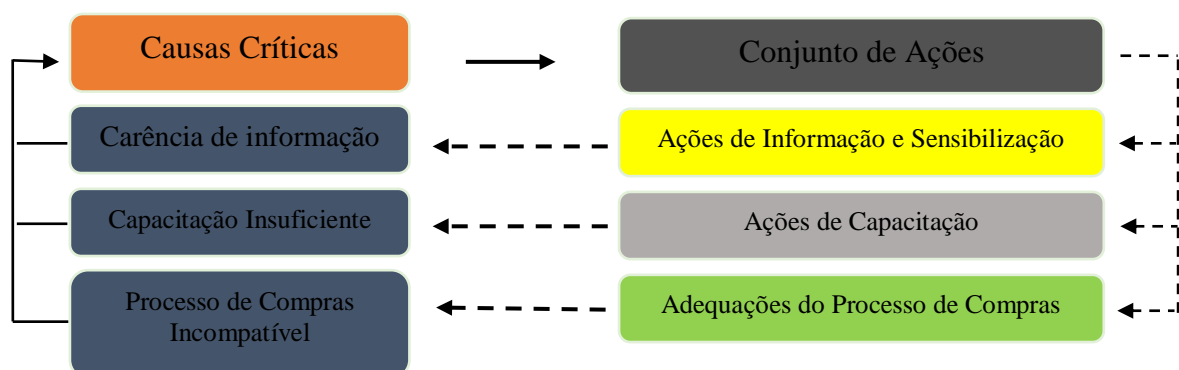 Causas Críticas
Conjunto de Ações
Carência de informação
Ações de Informação e Sensibilização
Capacitação Insuficiente
Ações de Capacitação
Processo de Compras
Incompatível
Adequações do Processo de Compras